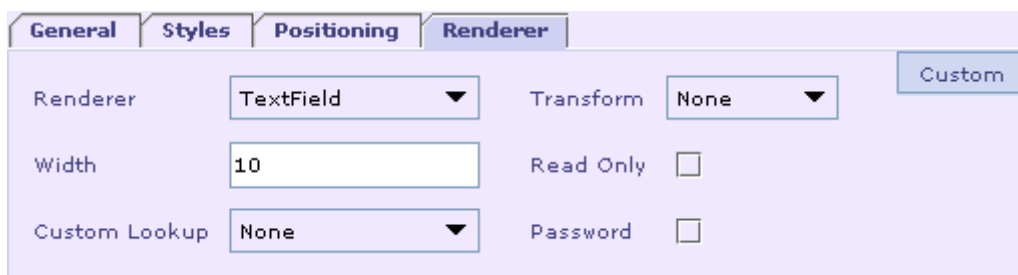 General Styles Positioning Renderer
Custom
Renderer TextField Transform None
Width 10 Read Only
Custom Lookup None Password